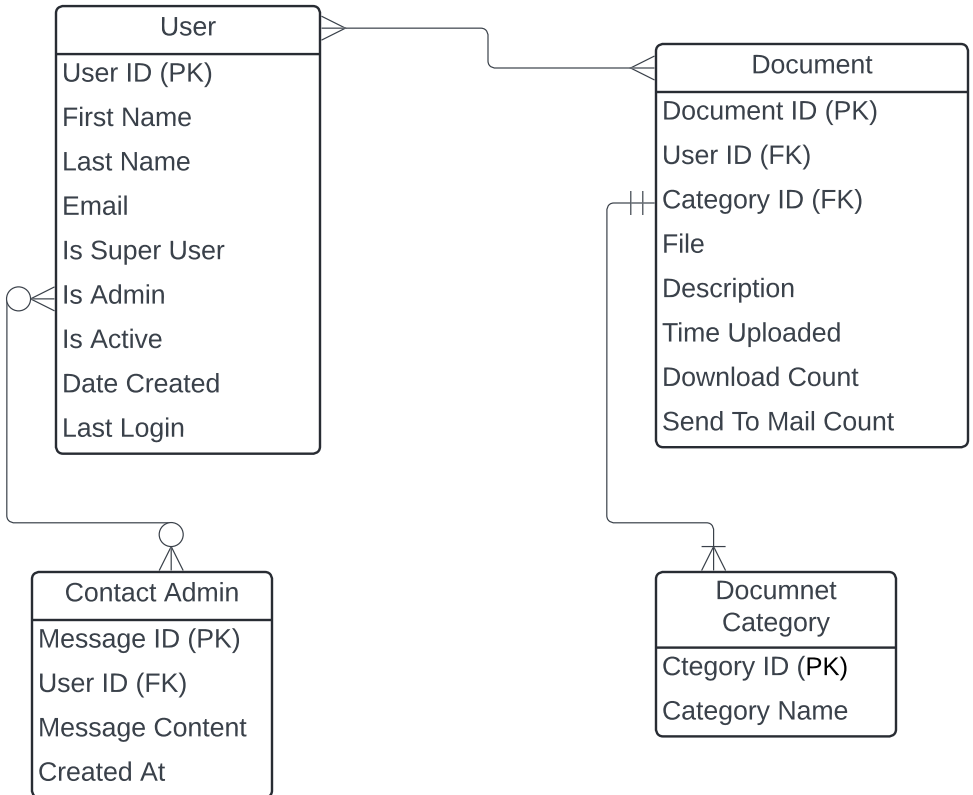 User
User ID (PK)
First Name
Last Name
Email
Is Super User
Is Admin
Is Active
Date Created
Last Login
Document
Document ID (PK)
User ID (FK)
Category ID (FK)
File
Description
Time Uploaded
Download Count
Send To Mail Count
Contact Admin
Message ID (PK)
User ID (FK)
Message Content
Created At
Documnet
Category
Ctegory ID (PK)
Category Name